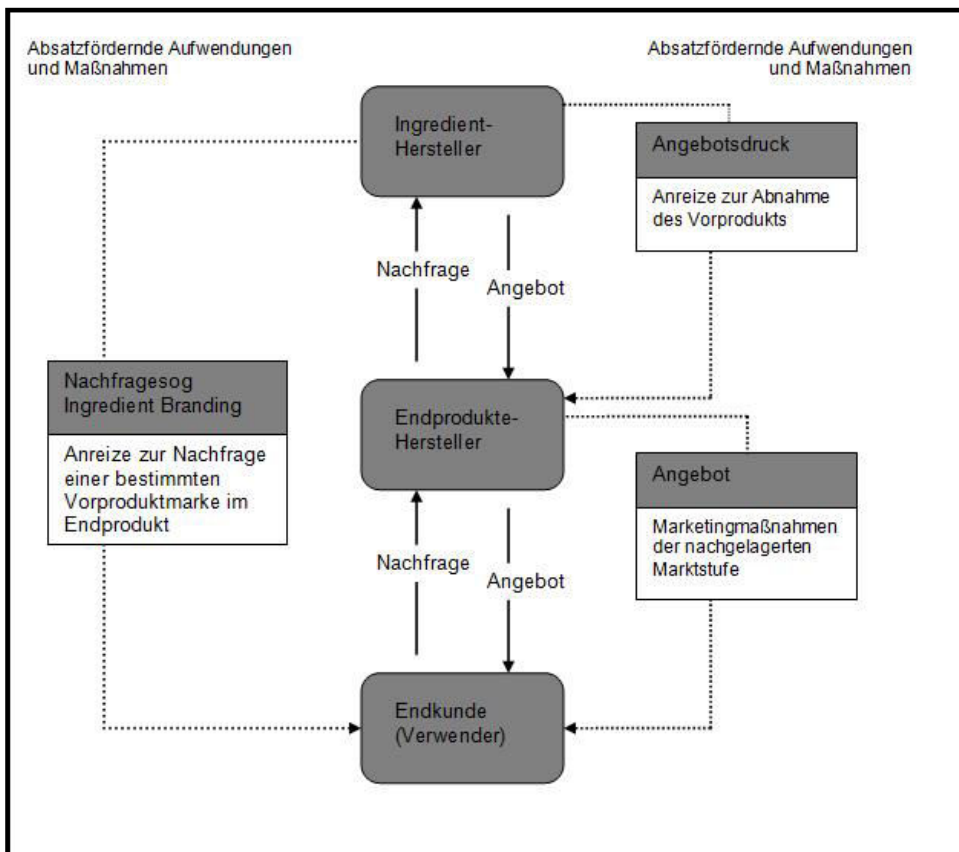 Absatzfördernde Aufwendungen
und Maßnahmen
Absatzfördernde Aufwendungen
und Maßnahmen
Ingredient-
Hersteller
Angebotsdruck
Anreize zur Abnahme
des Vorprodukts
Nachfrage
Angebot
Nachfragesog
Ingredient Branding
Anreize zur Nachfrage
einer bestimmten
Vorproduktmarke im
Endprodukt
Endprodukte-
Hersteller
Angebot
Marketingmaßnahmen
der nachgelagerten
Marktstufe
Nachfrage
Angebot
Endkunde
(Verwender)